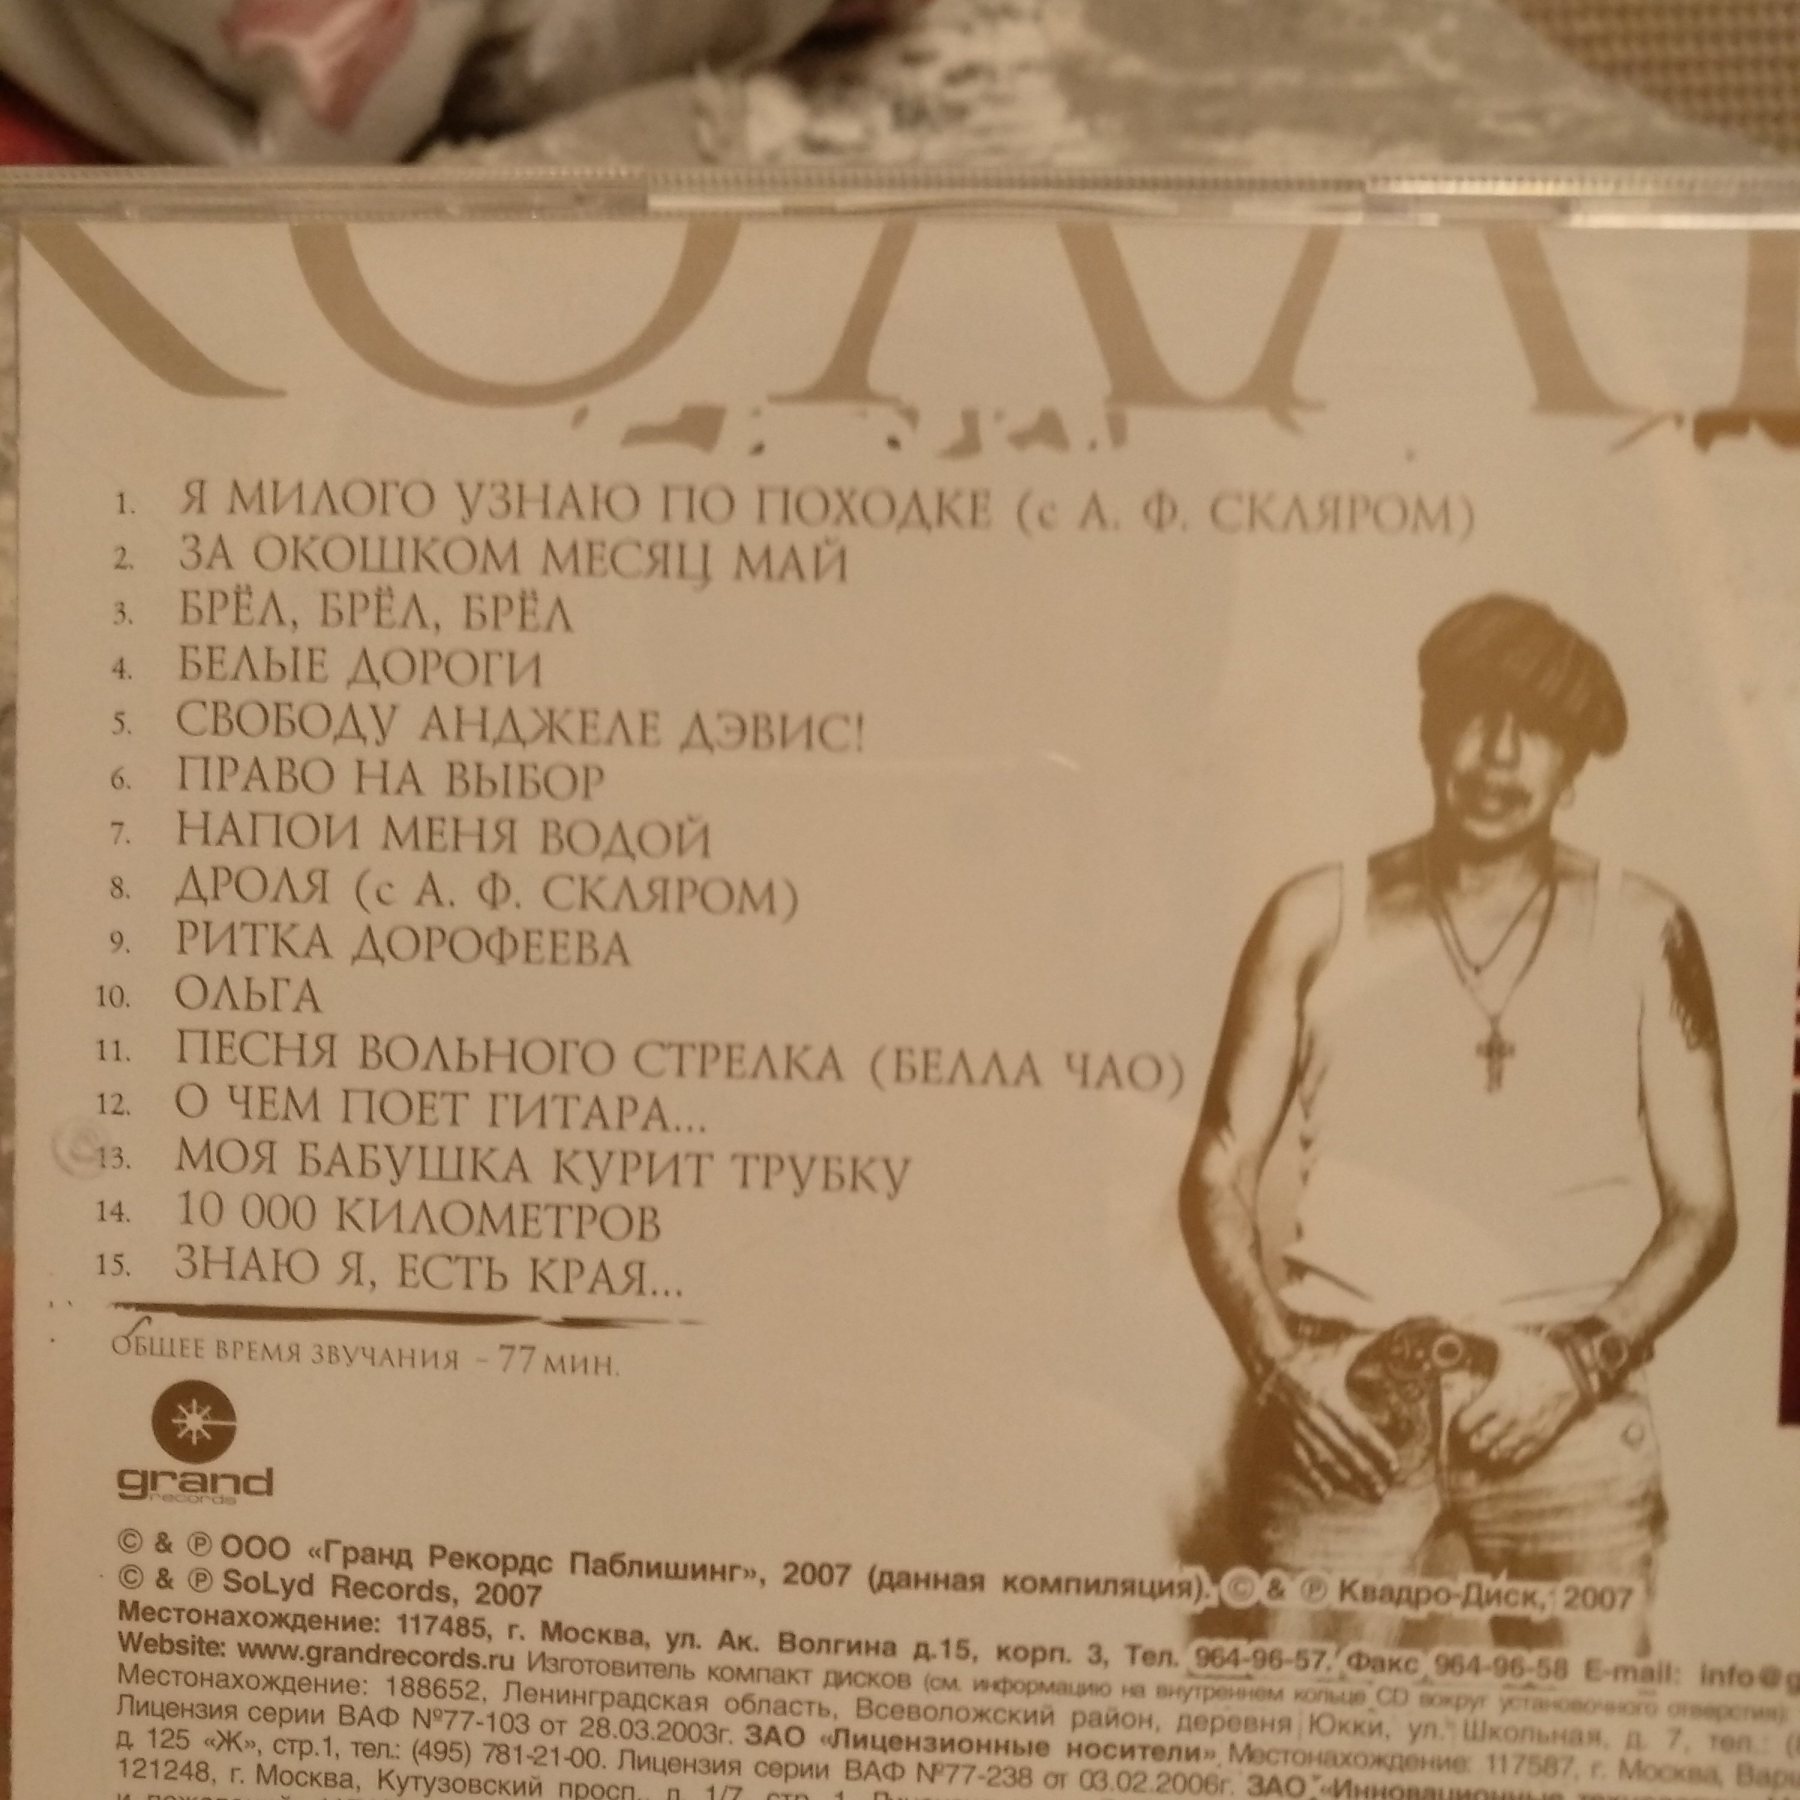 1. Я МИЛОГО УЗНАЮ ПО ПОХОДКЕ (с А. Ф. СКЛЯРОМ)
2. ЗА ОКОШКОМ МЕСЯЦ МАЙ
3. БРЁЛ, БРЁЛ, БРЁЛ
4. БЕЛЫЕ ДОРОГИ
5. СВОБОДУ АНДЖЕЛЕ ДЭВИС!
6. ПРАВО НА ВЫБОР
7. НАПОИ МЕНЯ ВОДОЙ
8. ДРОЛЯ (с А. Ф. СКЛЯРОМ)
9. РИТКА ДОРОФЕЕВА
10. ОЛЬГА
11. ПЕСНЯ ВОЛЬНОГО СТРЕЛКА (БЕЛЛА ЧАО)
12. О ЧЕМ ПОЕТ ГИТАРА...
13. МОЯ БАБУШКА КУРИТ ТРУБКУ
14. 10 000 КИЛОМЕТРОВ
15. ЗНАЮ Я, ЕСТЬ КРАЯ...
ОБЩЕЕ ВРЕМЯ ЗВУЧАНИЯ - 77 МИН.
grand
records
© & ℗ ООО «Гранд Рекордс Паблишинг», 2007 (данная компиляция). © & ℗ Квадро-Диск, 2007
© & ℗ SoLyd Records, 2007
Местонахождение: 117485, г. Москва, ул. Ак. Волгина д.15, корп. 3, Тел. 964-96-57. Факс 964-96-58 E-mail: info@g
Website: www.grandrecords.ru Изготовитель компакт дисков (см. информацию на внутреннем кольце CD вокруг установочного отверстия):
Местонахождение: 188652, Ленинградская область, Всеволожский район, деревня Юкки, ул. Школьная, д. 7, тел.:
Лицензия серии ВАФ №77-103 от 28.03.2003г. ЗАО «Лицензионные носители» Местонахождение: 117587, г. Москва,
д. 125 «Ж», стр.1, тел.: (495) 781-21-00. Лицензия серии ВАФ №77-238 от 03.02.2006г. ЗАО «Инновационные
121248, г. Москва, Кутузовский просп., д. 1/7, стр. 1,